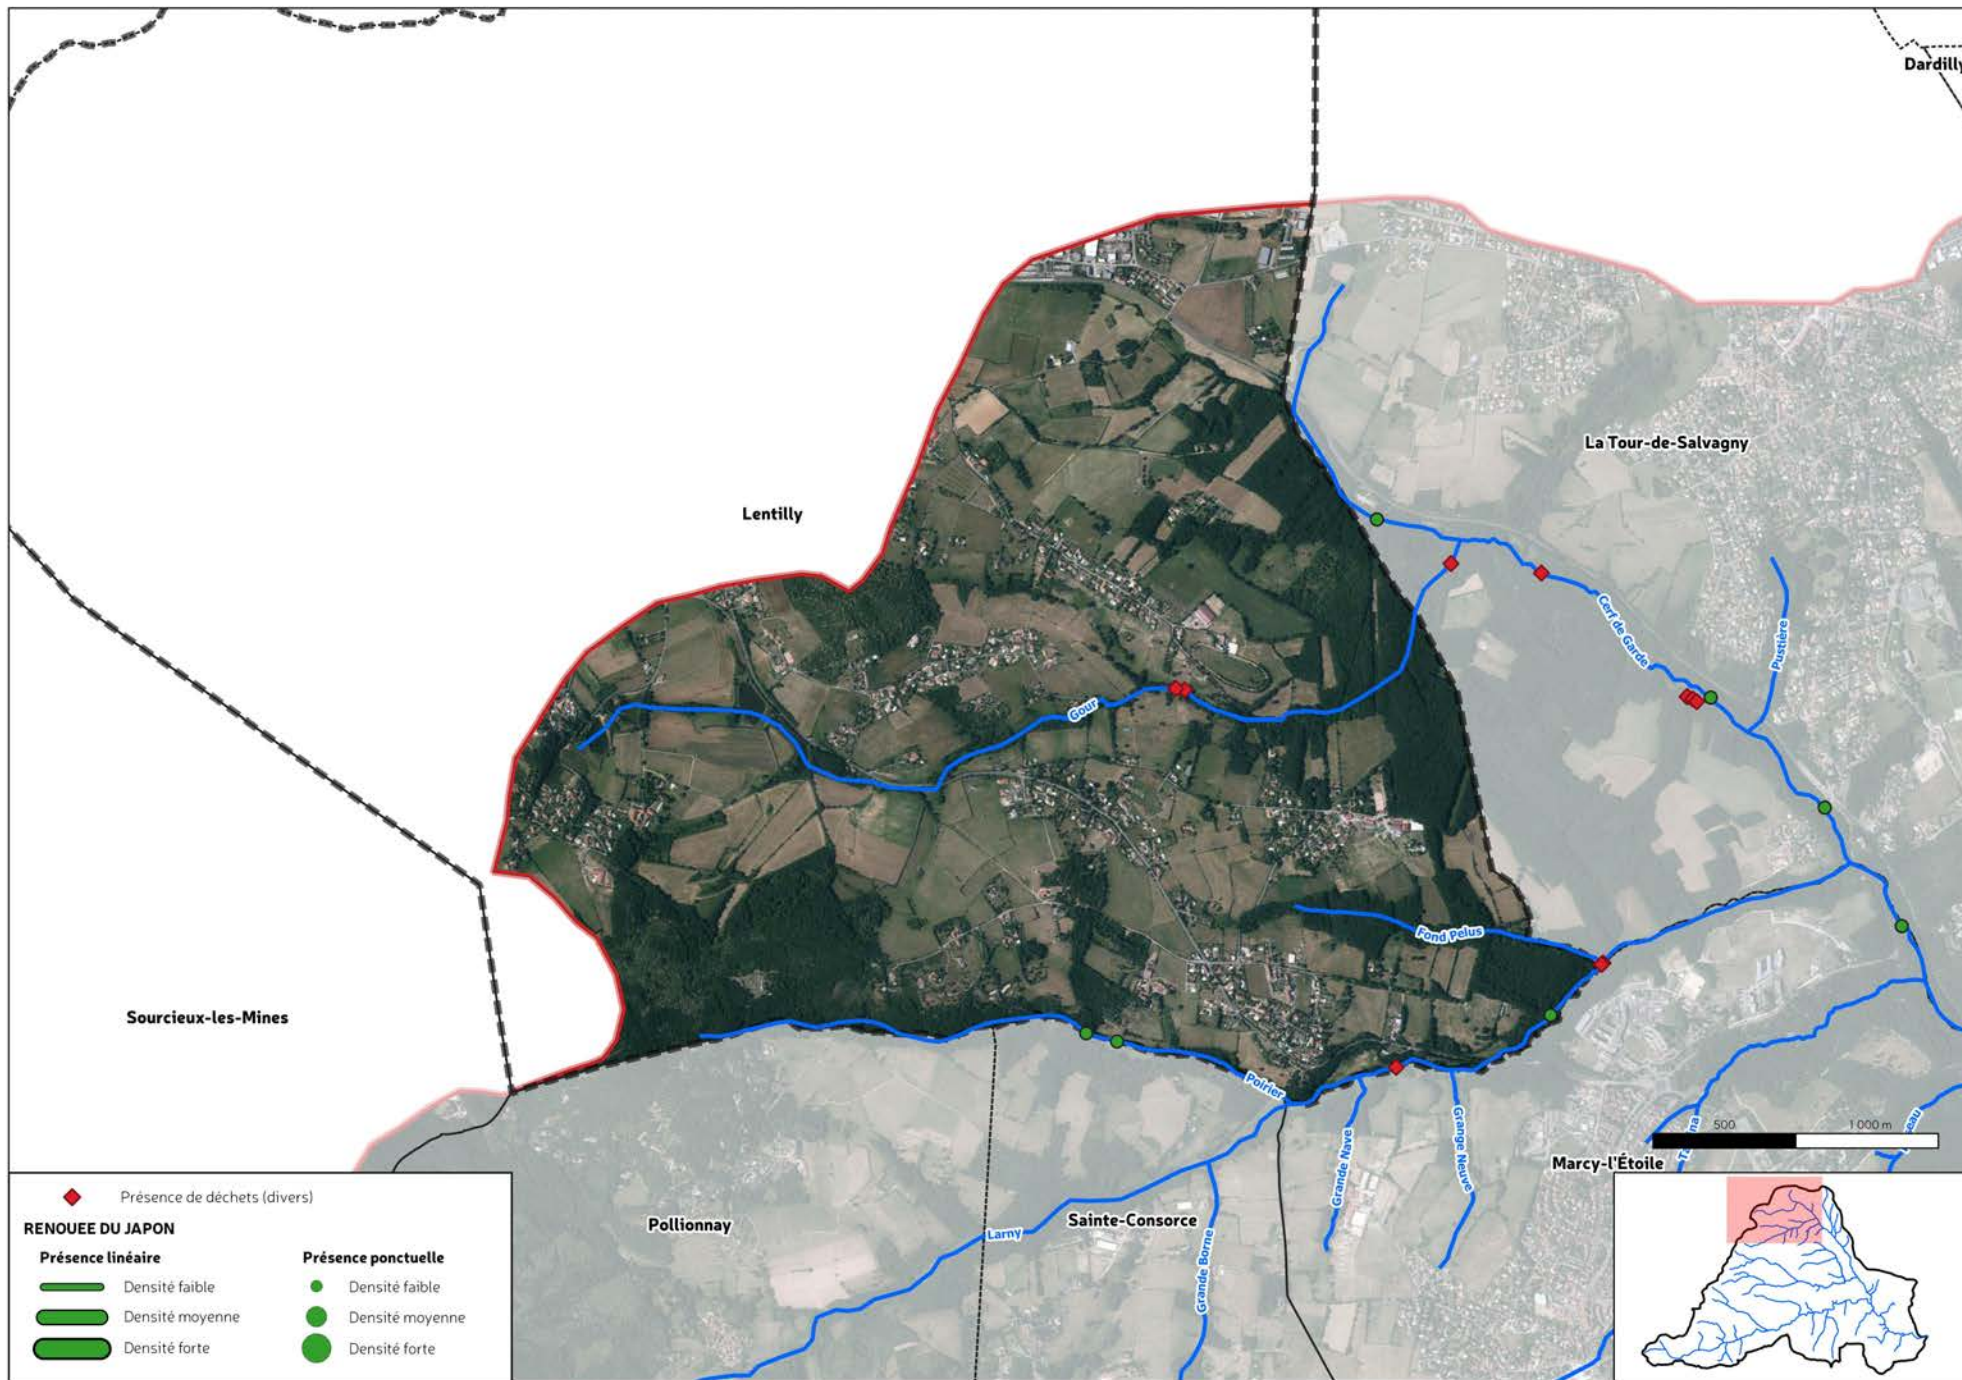 Dardilly
La Tour-de-Salvagny
Lentilly
Cerf de Garde
Pustière
Gour
Fond Pelus
Sourcieux-les-Mines
Poirier
Grande Nave
Grange Neuve
500
1 000 m
Marcy-l'Étoile
Pollionnay
Sainte-Consorce
Larny
Grande Borne
Présence de déchets (divers)
RENOUEE DU JAPON
Présence linéaire
Densité faible
Densité moyenne
Densité forte
Présence ponctuelle
Densité faible
Densité moyenne
Densité forte